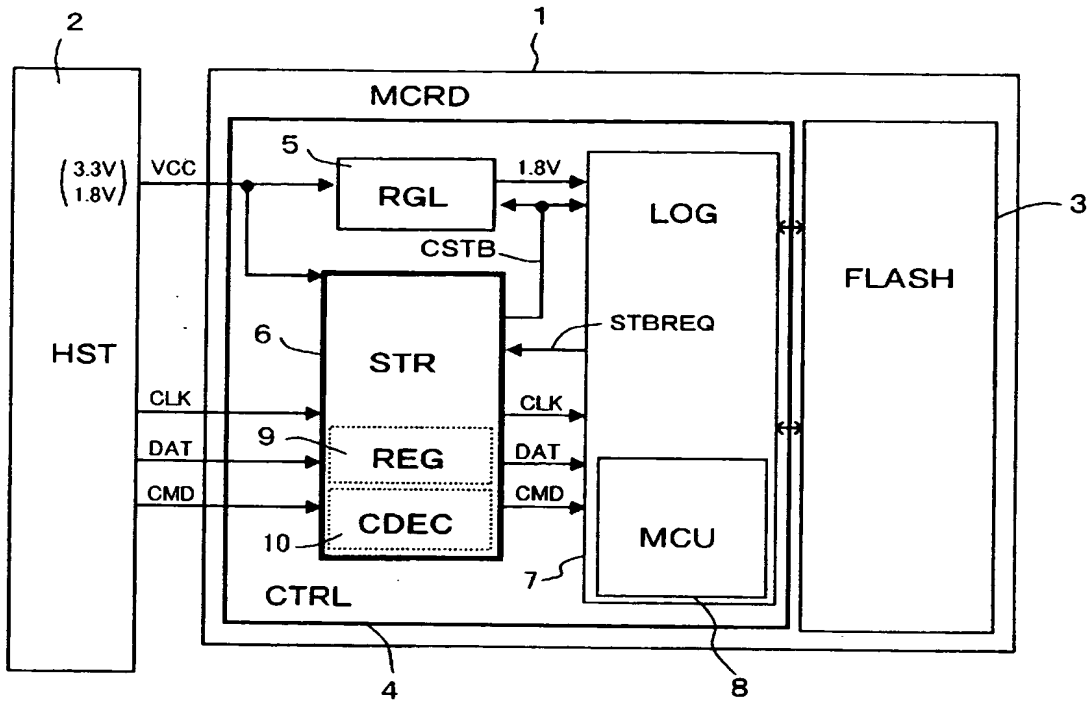 2
1
MCRD
5
3.3V
1.8V
VCC
RGL
1.8V
LOG
3
CSTB
FLASH
STBREQ
6
STR
HST
CLK
CLK
9
REG
DAT
DAT
CMD
CMD
10
CDEC
MCU
7
CTRL
4
8